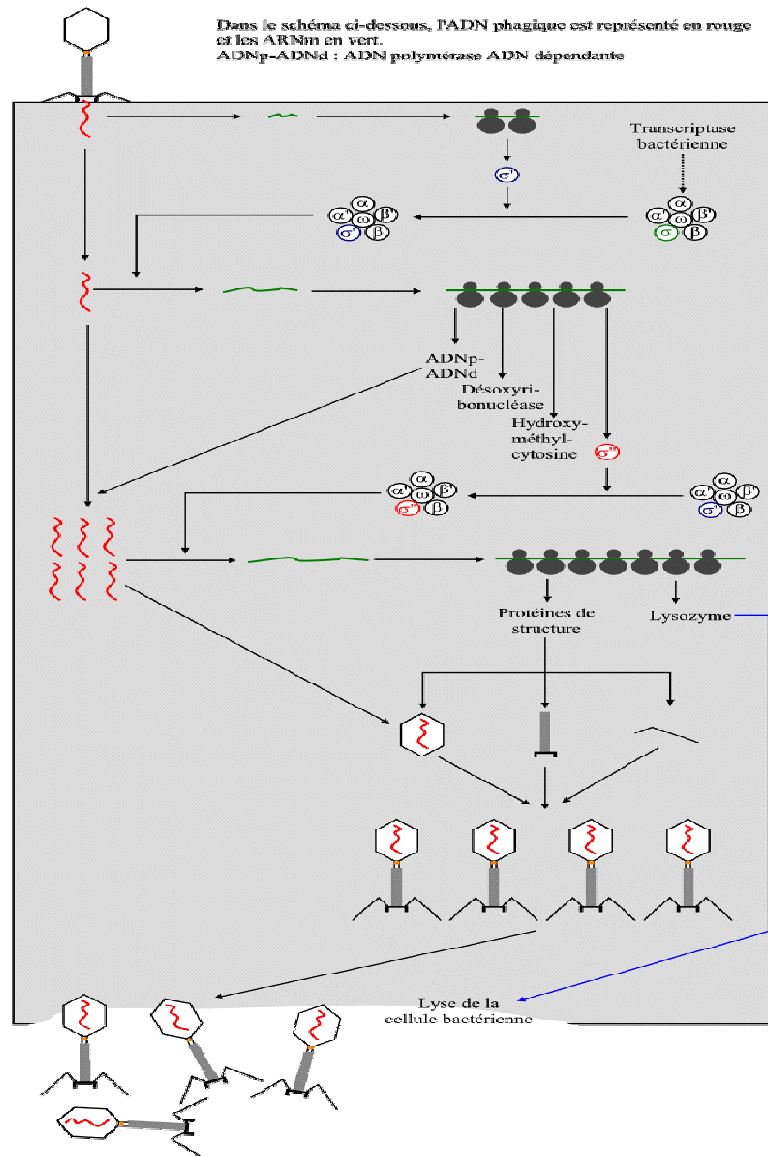 Dans le schéma ci-dessous, l'ADN phagique est représenté en rouge
et les ARNm en vert.
ADNp-ADNd : ADN polymérase ADN dépendante
Transcriptase
bactérienne
σ'
α
α' ω β'
σ' β
α
α' ω β'
σ β
ADNp-
ADNd
Désoxyri-
bonucléase
Hydroxy-
méthyl-
cytosine
σ''
α
α' ω β'
σ'' β
α
α' ω β'
σ' β
Protéines de
structure
Lysozyme
Lyse de la
cellule bactérienne